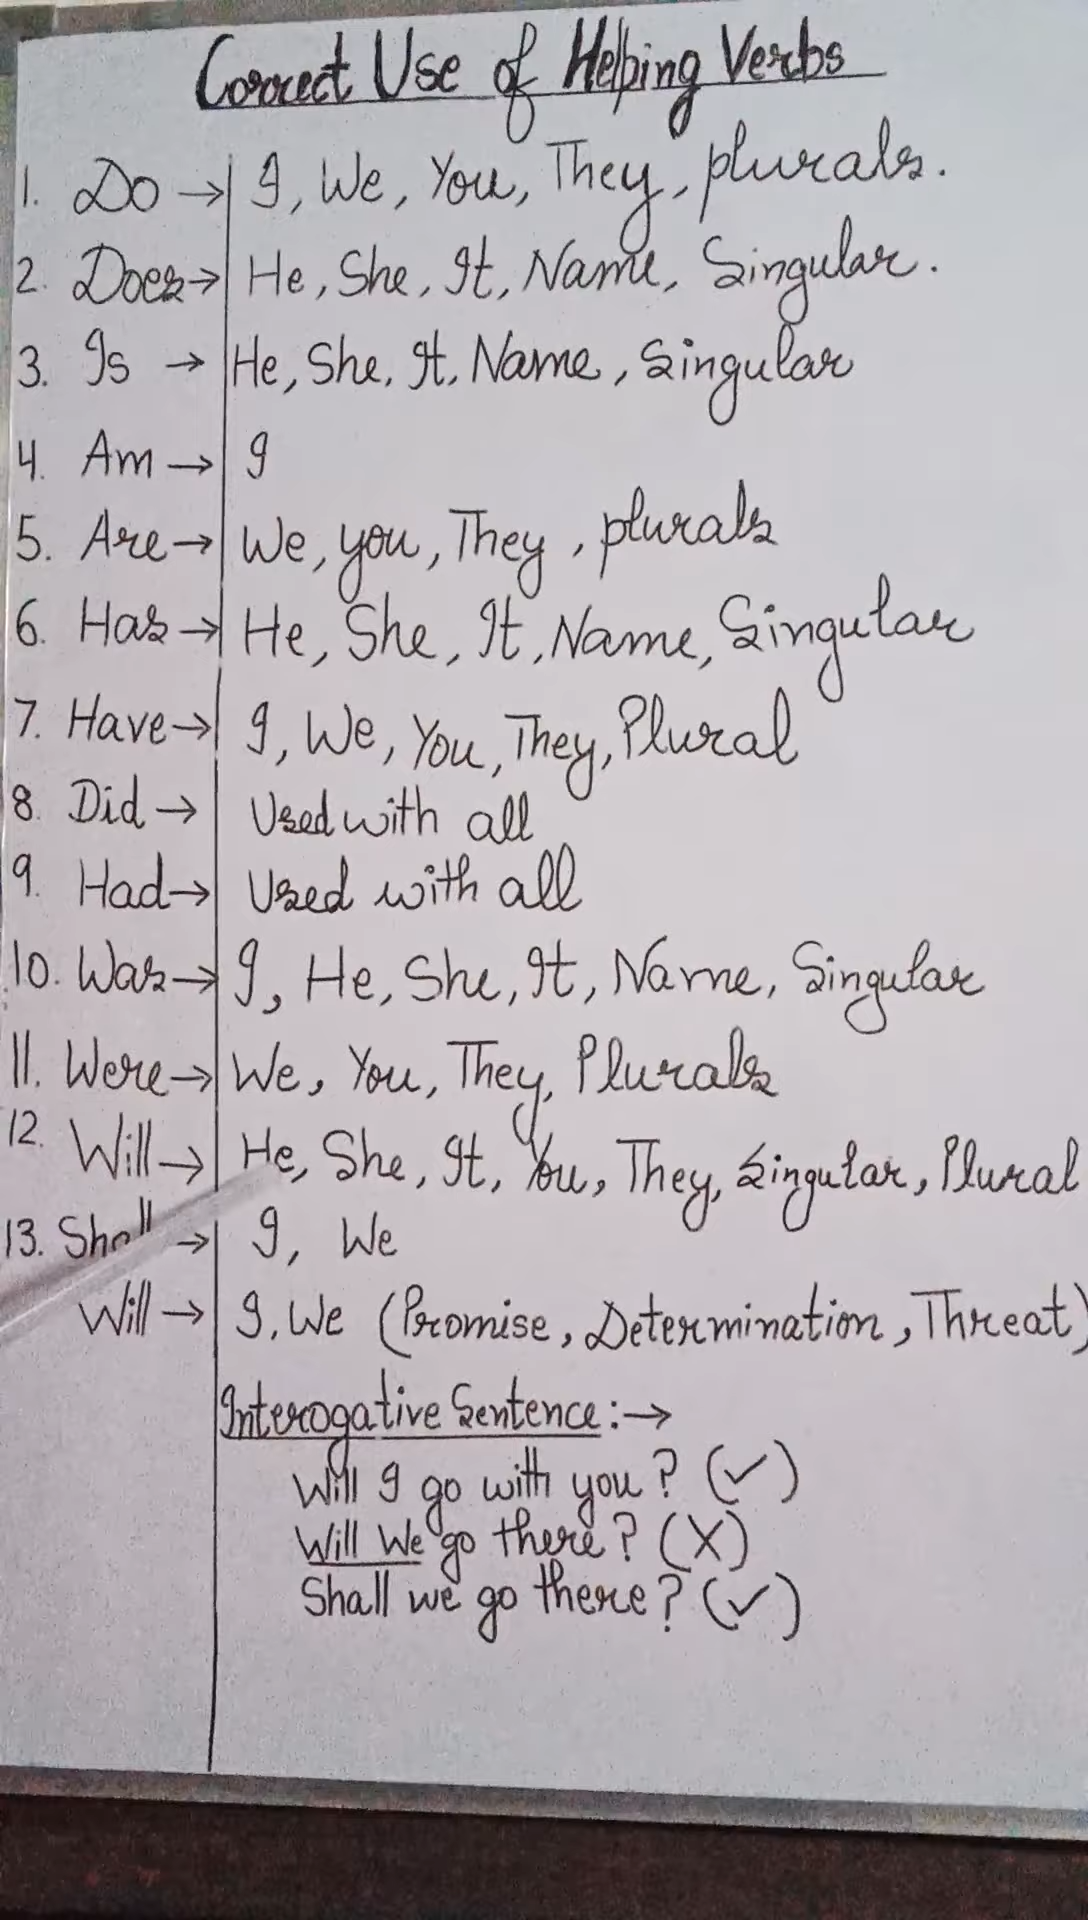 Correct Use of Helping Verbs
1. Do → I, We, You, They, plurals.
2. Does → He, She, It, Name, Singular.
3. Is → He, She, It, Name, Singular
4. Am → I
5. Are → We, you, They, plurals
6. Has → He, She, It, Name, Singular
7. Have → I, We, You, They, Plural
8. Did → Used with all
9. Had → Used with all
10. Was → I, He, She, It, Name, Singular
11. Were → We, You, They, Plurals
12. Will → He, She, It, You, They, Singular, Plural
13. Shall → I, We
Will → I, We (Promise, Determination, Threat)
Interogative Sentence :→
Will I go with you? (✓)
Will We go there? (X)
Shall we go there? (✓)